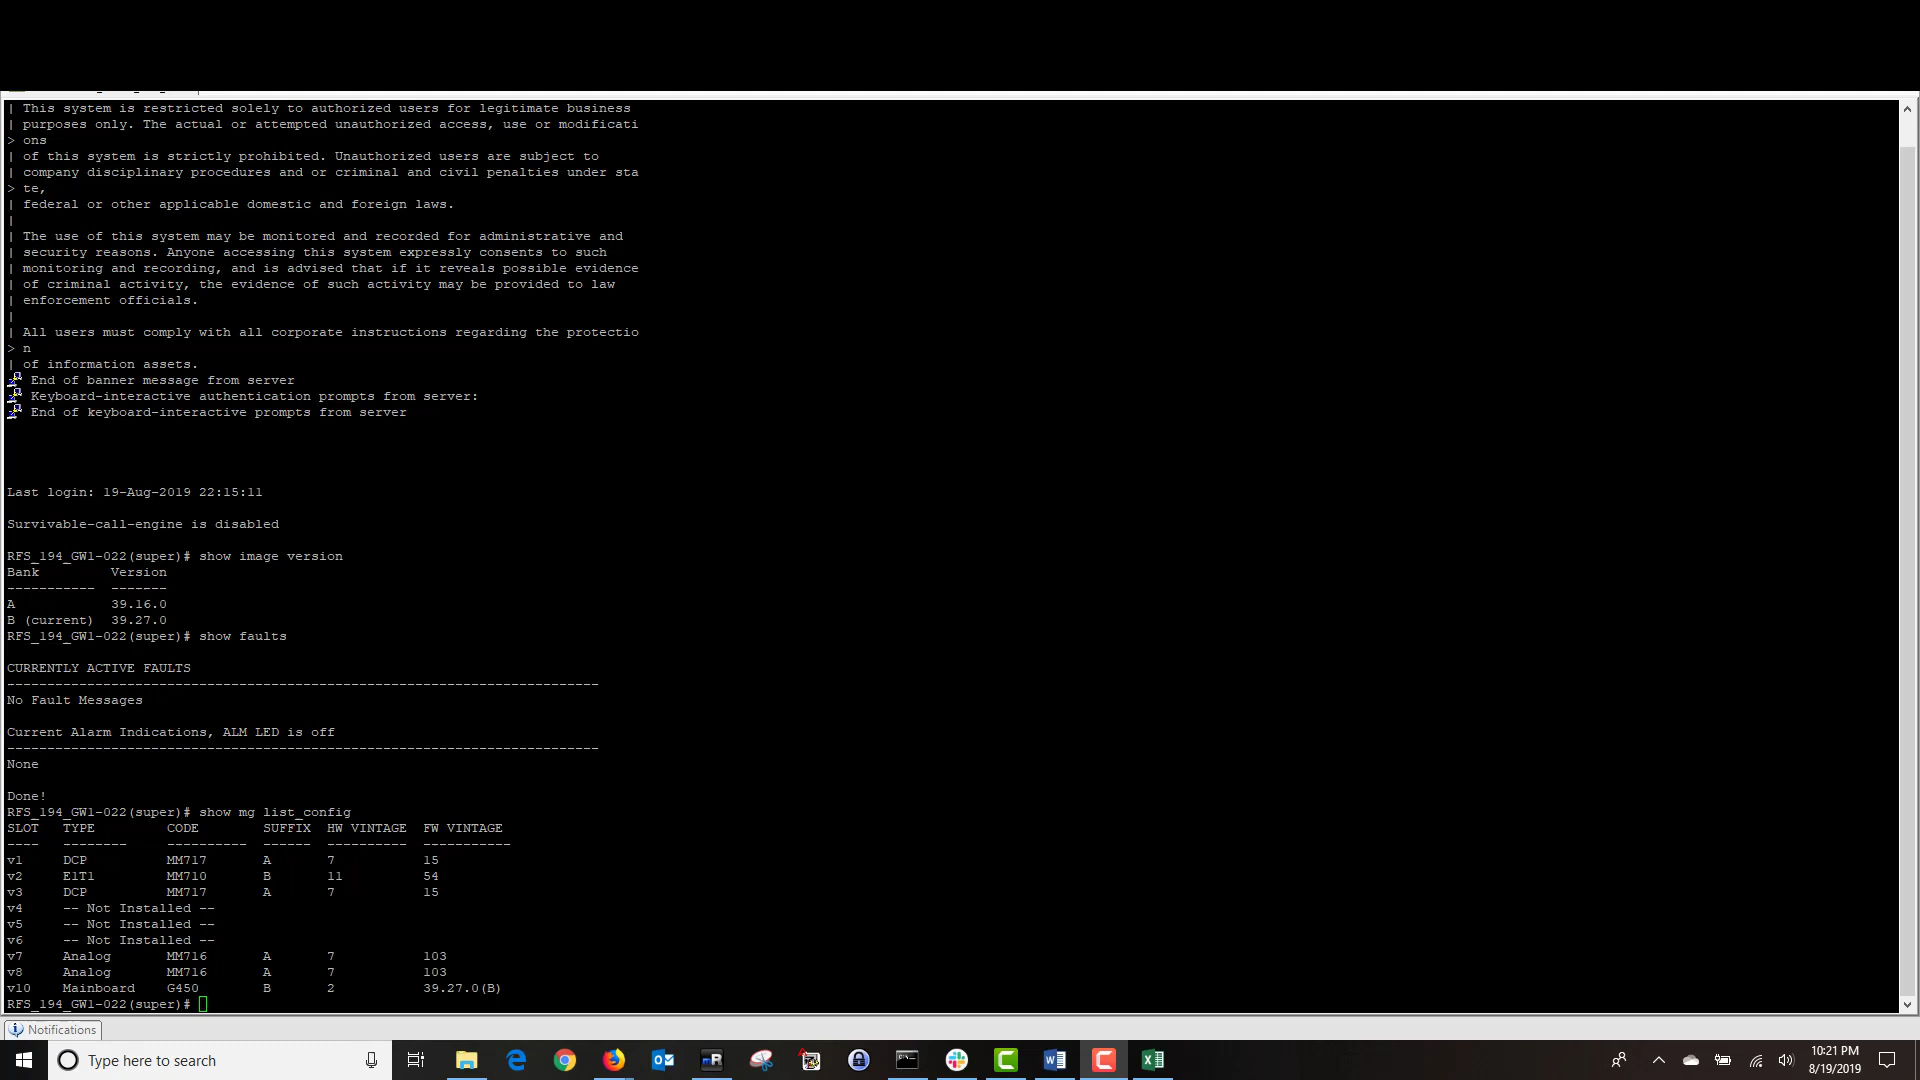 | This system is restricted solely to authorized users for legitimate business
| purposes only. The actual or attempted unauthorized access, use or modificati
> ons
| of this system is strictly prohibited. Unauthorized users are subject to
| company disciplinary procedures and or criminal and civil penalties under sta
> te,
| federal or other applicable domestic and foreign laws.
|
| The use of this system may be monitored and recorded for administrative and
| security reasons. Anyone accessing this system expressly consents to such
| monitoring and recording, and is advised that if it reveals possible evidence
| of criminal activity, the evidence of such activity may be provided to law
| enforcement officials.
|
| All users must comply with all corporate instructions regarding the protectio
> n
| of information assets.
End of banner message from server
Keyboard-interactive authentication prompts from server:
End of keyboard-interactive prompts from server
Last login: 19-Aug-2019 22:15:11
Survivable-call-engine is disabled
RFS_194_GW1-022(super)# show image version
Bank         Version
-----------  -------
A            39.16.0
B (current)  39.27.0
RFS_194_GW1-022(super)# show faults
CURRENTLY ACTIVE FAULTS
--------------------------------------------------------------------------
No Fault Messages
Current Alarm Indications, ALM LED is off
--------------------------------------------------------------------------
None
Done!
RFS_194_GW1-022(super)# show mg list_config
SLOT   TYPE         CODE        SUFFIX  HW VINTAGE  FW VINTAGE
----   --------     ----------  ------  ----------  -----------
v1     DCP          MM717       A       7           15
v2     E1T1         MM710       B       11          54
v3     DCP          MM717       A       7           15
v4     -- Not Installed --
v5     -- Not Installed --
v6     -- Not Installed --
v7     Analog       MM716       A       7           103
v8     Analog       MM716       A       7           103
v10    Mainboard    G450        B       2           39.27.0(B)
RFS_194_GW1-022(super)#
Notifications
Type here to search
10:21 PM
8/19/2019